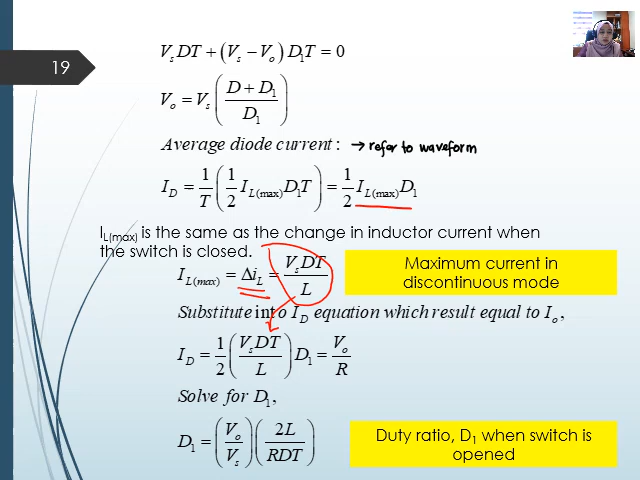 19
V_s DT + (V_s − V_o) D_1 T = 0
V_o = V_s ( (D + D_1) / D_1 )
Average diode current : → refer to waveform
I_D = 1/T ( 1/2 I_L(max) D_1 T ) = 1/2 I_L(max) D_1
I_L(max) is the same as the change in inductor current when
the switch is closed.
I_L(max) = Δi_L = V_s DT / L
Maximum current in
discontinuous mode
Substitute into I_D equation which result equal to I_o,
I_D = 1/2 ( V_s DT / L ) D_1 = V_o / R
Solve for D_1,
D_1 = ( V_o / V_s ) ( 2L / RDT )
Duty ratio, D_1 when switch is
opened